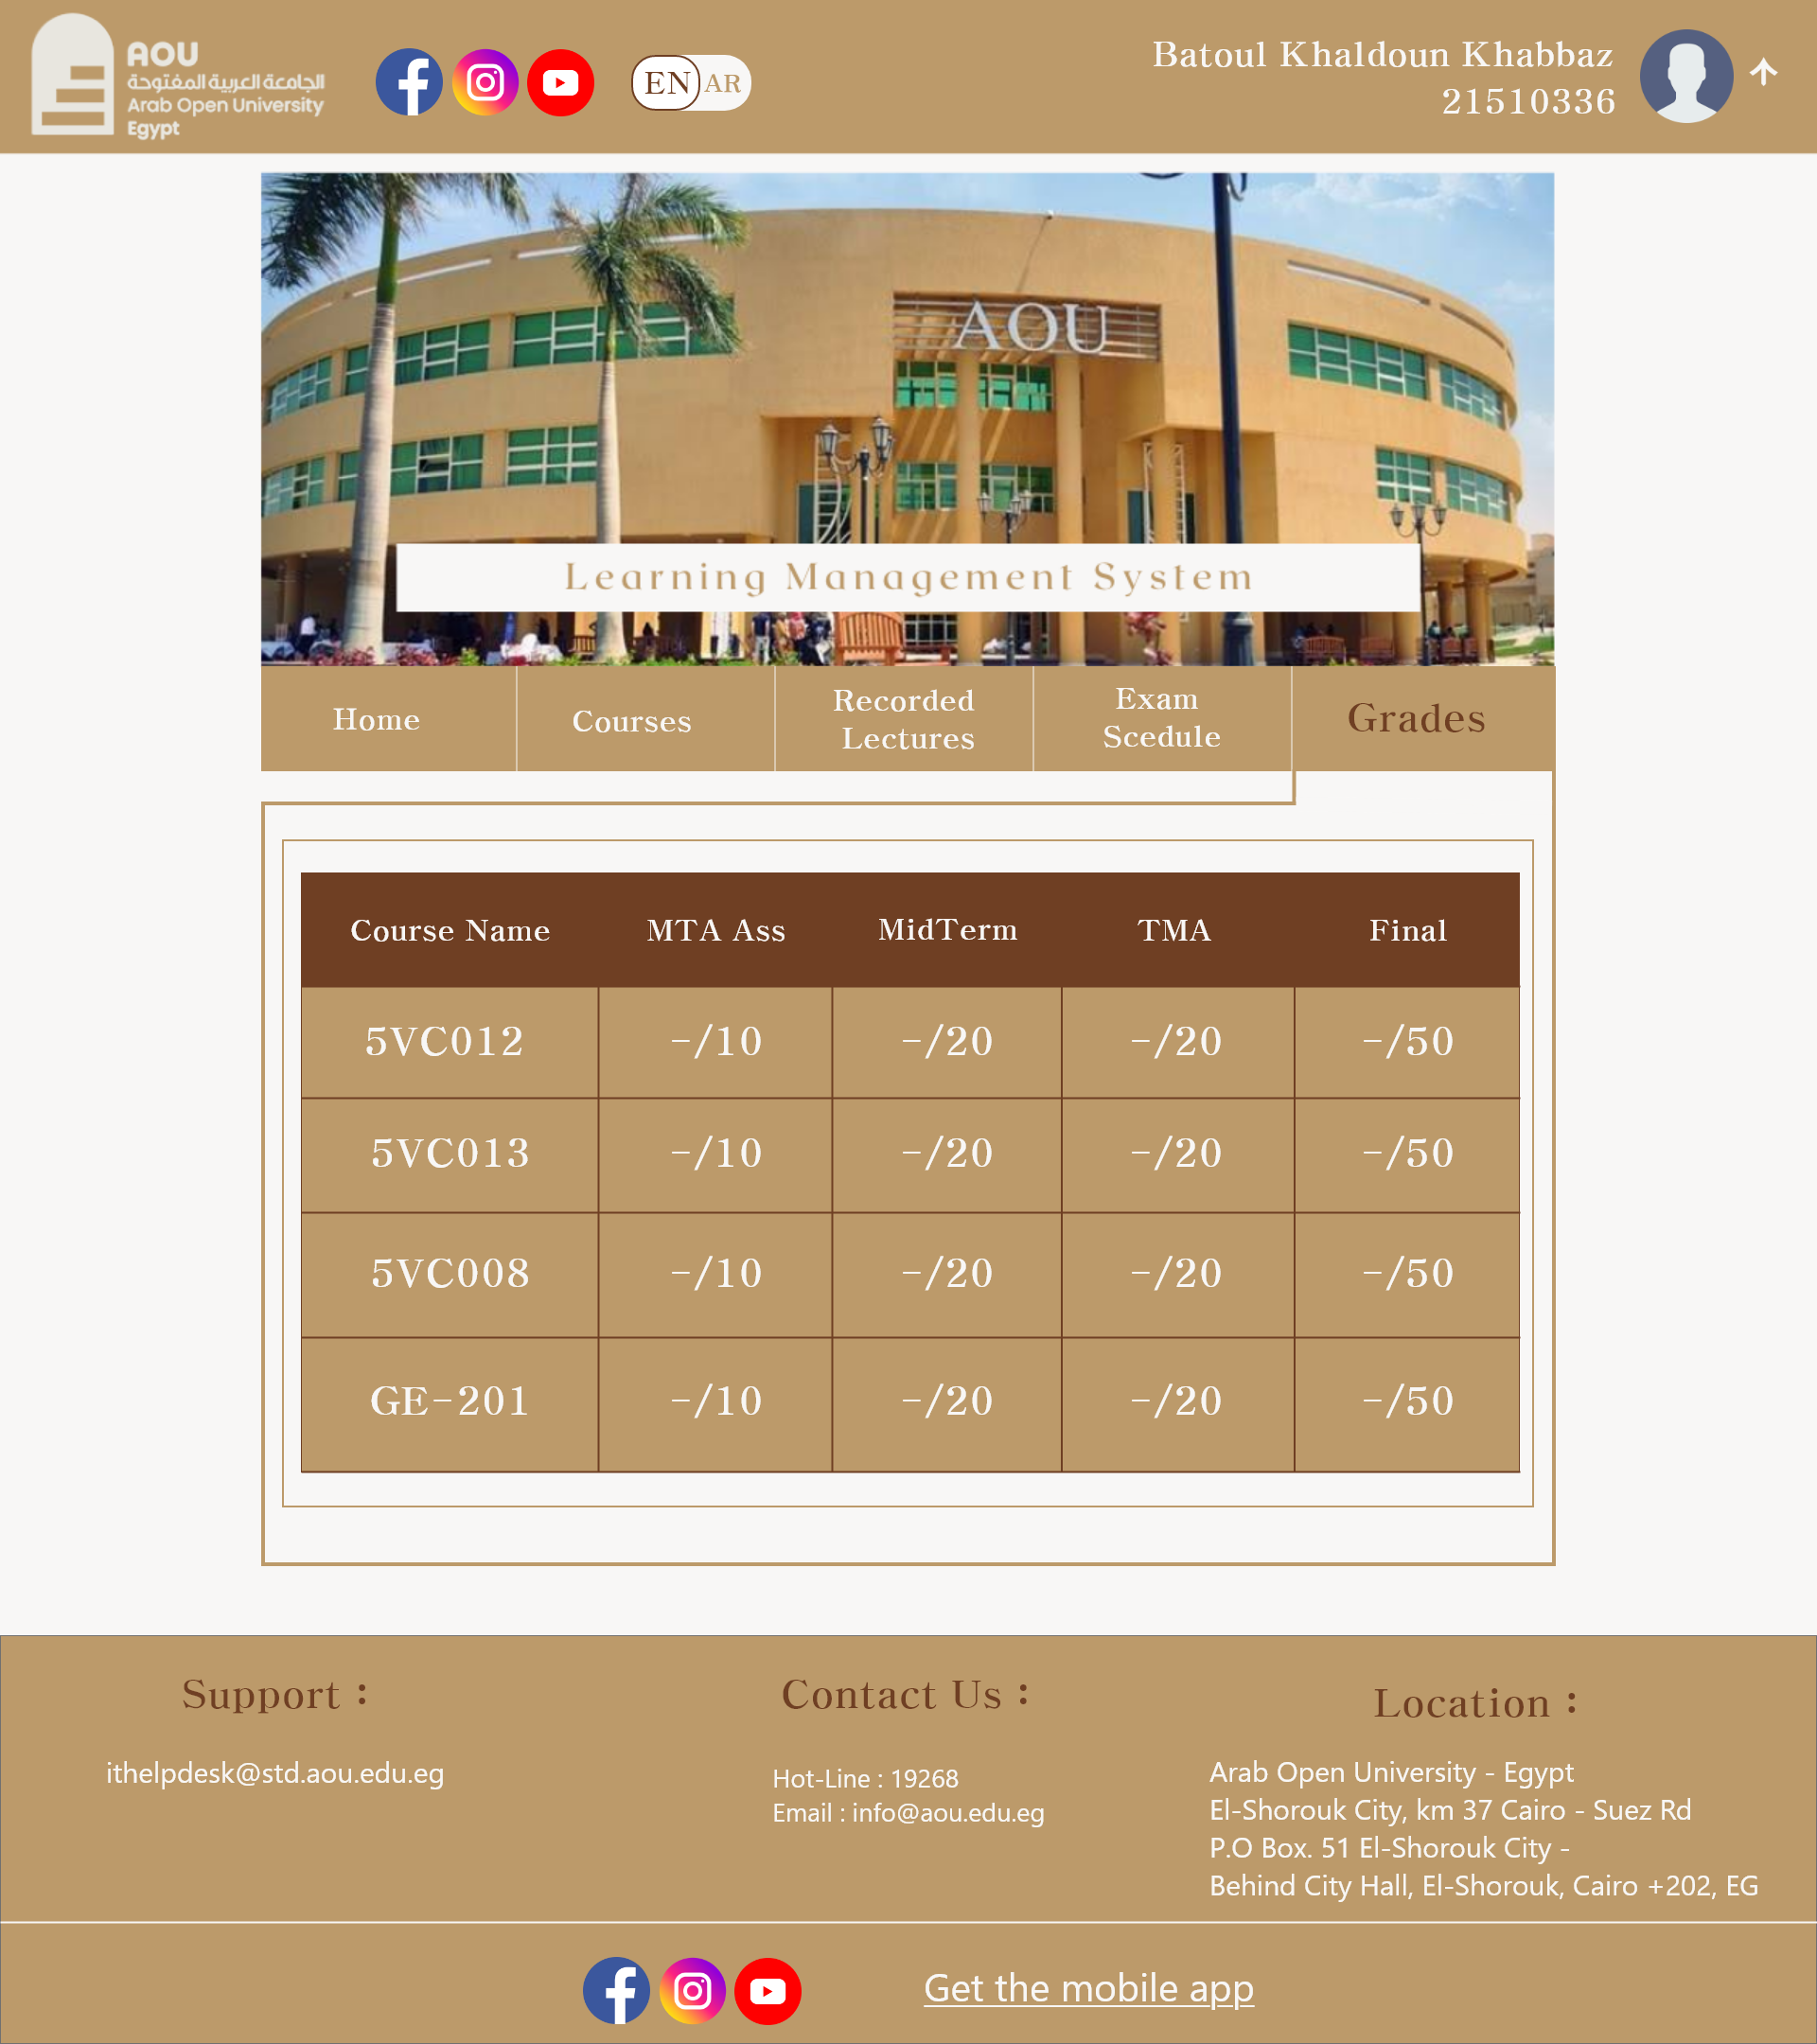 AOU
الجامعة العربية المفتوحة
Arab Open University
Egypt
EN AR
Batoul Khaldoun Khabbaz
21510336
AOU
Learning Management System
Home
Courses
Recorded
Lectures
Exam
Scedule
Grades
Course Name MTA Ass MidTerm TMA Final
5VC012 -/10 -/20 -/20 -/50
5VC013 -/10 -/20 -/20 -/50
5VC008 -/10 -/20 -/20 -/50
GE-201 -/10 -/20 -/20 -/50
Support :
ithelpdesk@std.aou.edu.eg
Contact Us :
Hot-Line : 19268
Email : info@aou.edu.eg
Location :
Arab Open University - Egypt
El-Shorouk City, km 37 Cairo - Suez Rd
P.O Box. 51 El-Shorouk City -
Behind City Hall, El-Shorouk, Cairo +202, EG
Get the mobile app